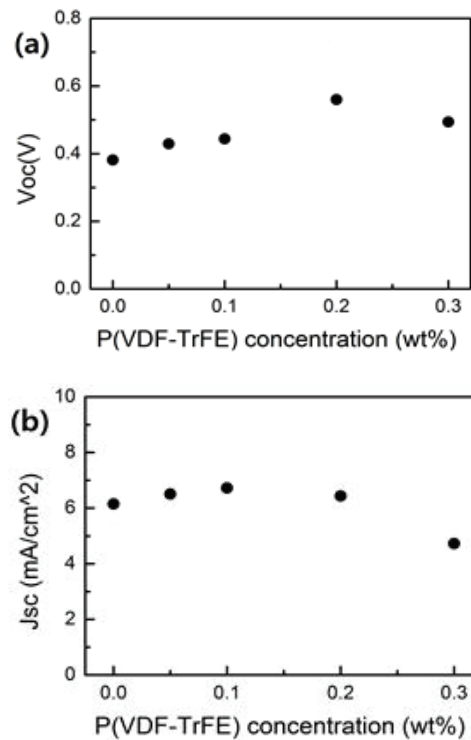 (a)
Voc(V)
0.8
0.6
0.4
0.2
0.0
0.0 0.1 0.2 0.3
P(VDF-TrFE) concentration (wt%)
(b)
Jsc (mA/cm^2)
10
8
6
4
2
0
0.0 0.1 0.2 0.3
P(VDF-TrFE) concentration (wt%)